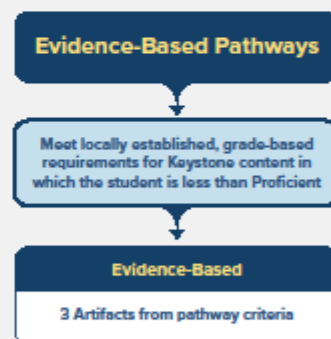 Evidence-Based Pathways
Meet locally established, grade-based
requirements for Keystone content in
which the student is less than Proficient
Evidence-Based
3 Artifacts from pathway criteria